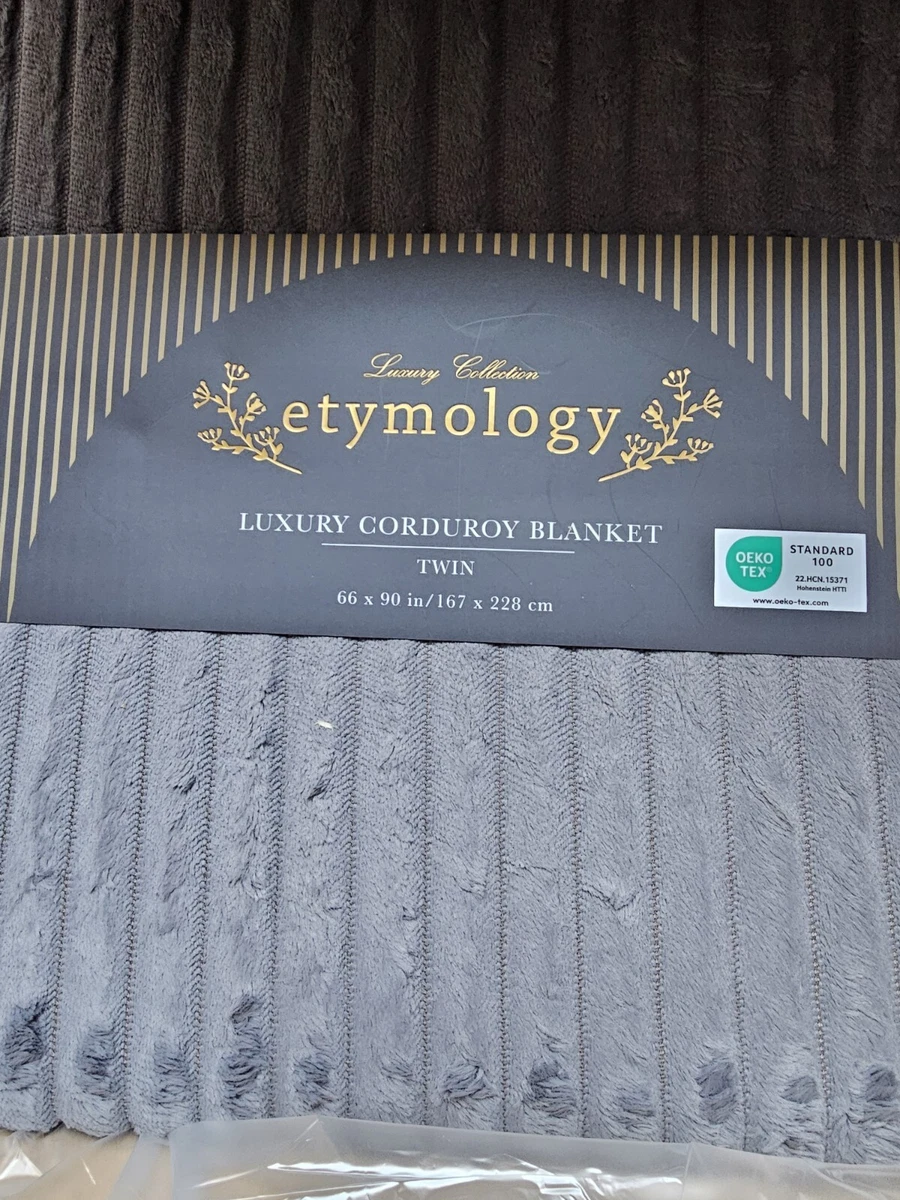 Luxury Collection
etymology
LUXURY CORDUROY BLANKET
TWIN
66 x 90 in/167 x 228 cm
OEKO
TEX®
STANDARD
100
22.HCN.15371
Hohenstein HTTI
www.oeko-tex.com